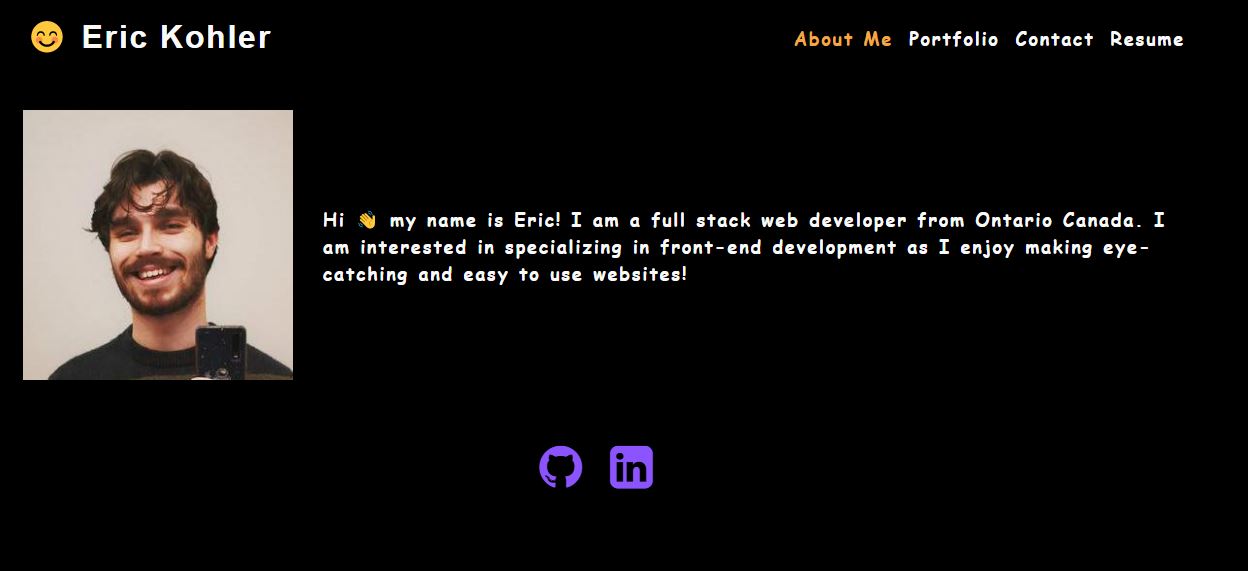 😊 Eric Kohler
About Me Portfolio Contact Resume
Hi 👋 my name is Eric! I am a full stack web developer from Ontario Canada. I
am interested in specializing in front-end development as I enjoy making eye-
catching and easy to use websites!
in